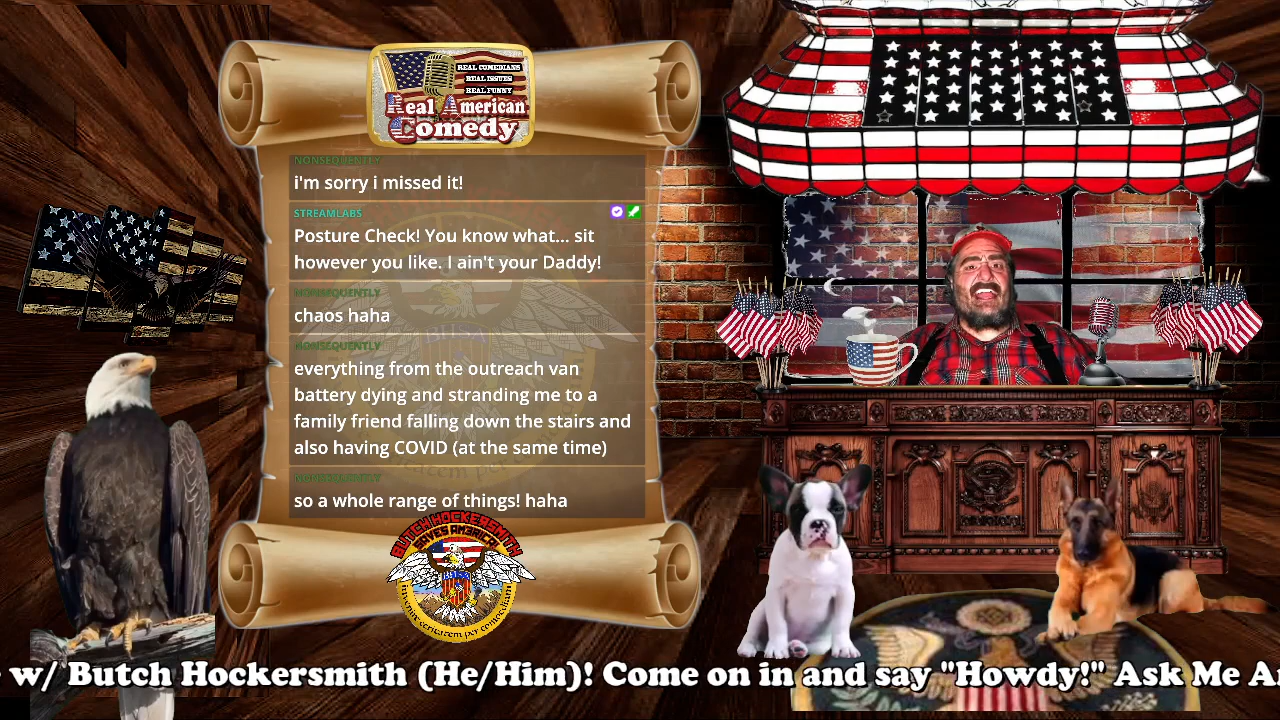 REAL COMEDIANS
REAL ISSUES
REAL FUNNY
Real American
Comedy
NONSEQUENTLY
i'm sorry i missed it!
STREAMLABS
Posture Check! You know what... sit
however you like. I ain't your Daddy!
NONSEQUENTLY
chaos haha
NONSEQUENTLY
everything from the outreach van
battery dying and stranding me to a
family friend falling down the stairs and
also having COVID (at the same time)
NONSEQUENTLY
so a whole range of things! haha
BUTCH HOCKERSMITH
SAVES AMERICA!
BHSA
w/ Butch Hockersmith (He/Him)! Come on in and say "Howdy!" Ask Me